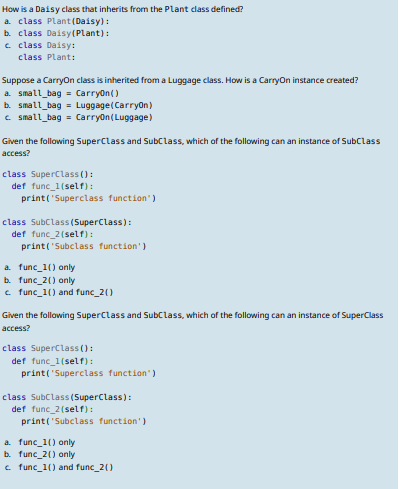 How is a Daisy class that inherits from the Plant class defined?
a. class Plant(Daisy):
b. class Daisy(Plant):
c. class Daisy:
class Plant:
Suppose a CarryOn class is inherited from a Luggage class. How is a CarryOn instance created?
a. small_bag = CarryOn()
b. small_bag = Luggage(CarryOn)
c. small_bag = CarryOn(Luggage)
Given the following SuperClass and SubClass, which of the following can an instance of SubClass
access?
class SuperClass():
def func_1(self):
print('Superclass function')
class SubClass(SuperClass):
def func_2(self):
print('Subclass function')
a. func_1() only
b. func_2() only
c. func_1() and func_2()
Given the following SuperClass and SubClass, which of the following can an instance of SuperClass
access?
class SuperClass():
def func_1(self):
print('Superclass function')
class SubClass(SuperClass):
def func_2(self):
print('Subclass function')
a. func_1() only
b. func_2() only
c. func_1() and func_2()